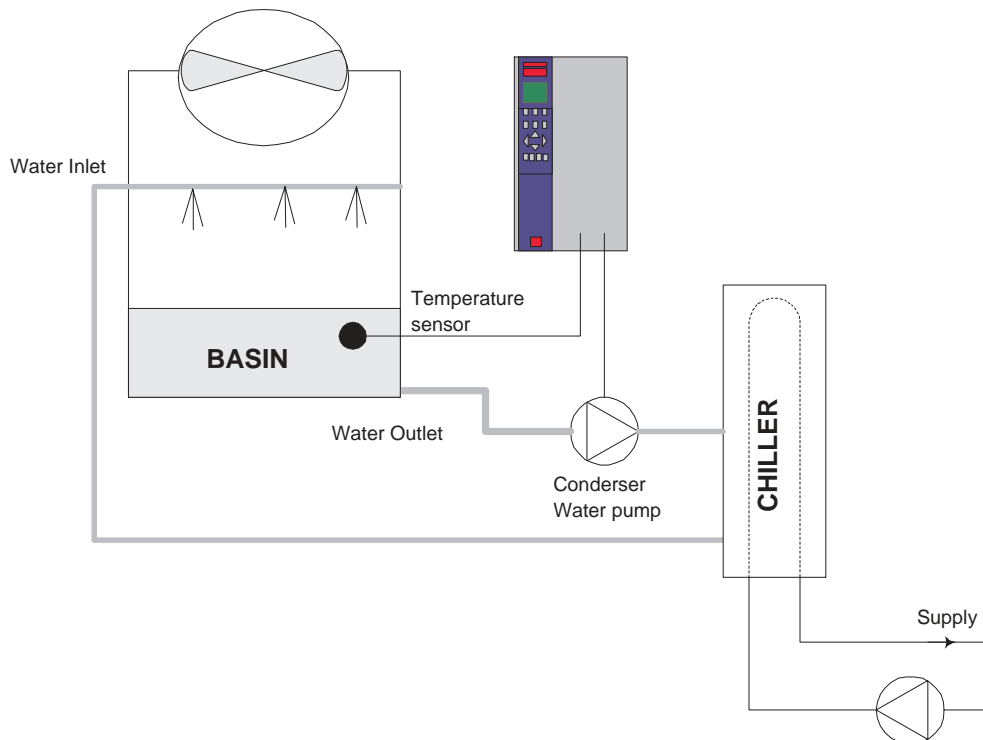 Water Inlet
Temperature
sensor
BASIN
Water Outlet
Conderser
Water pump
CHILLER
Supply